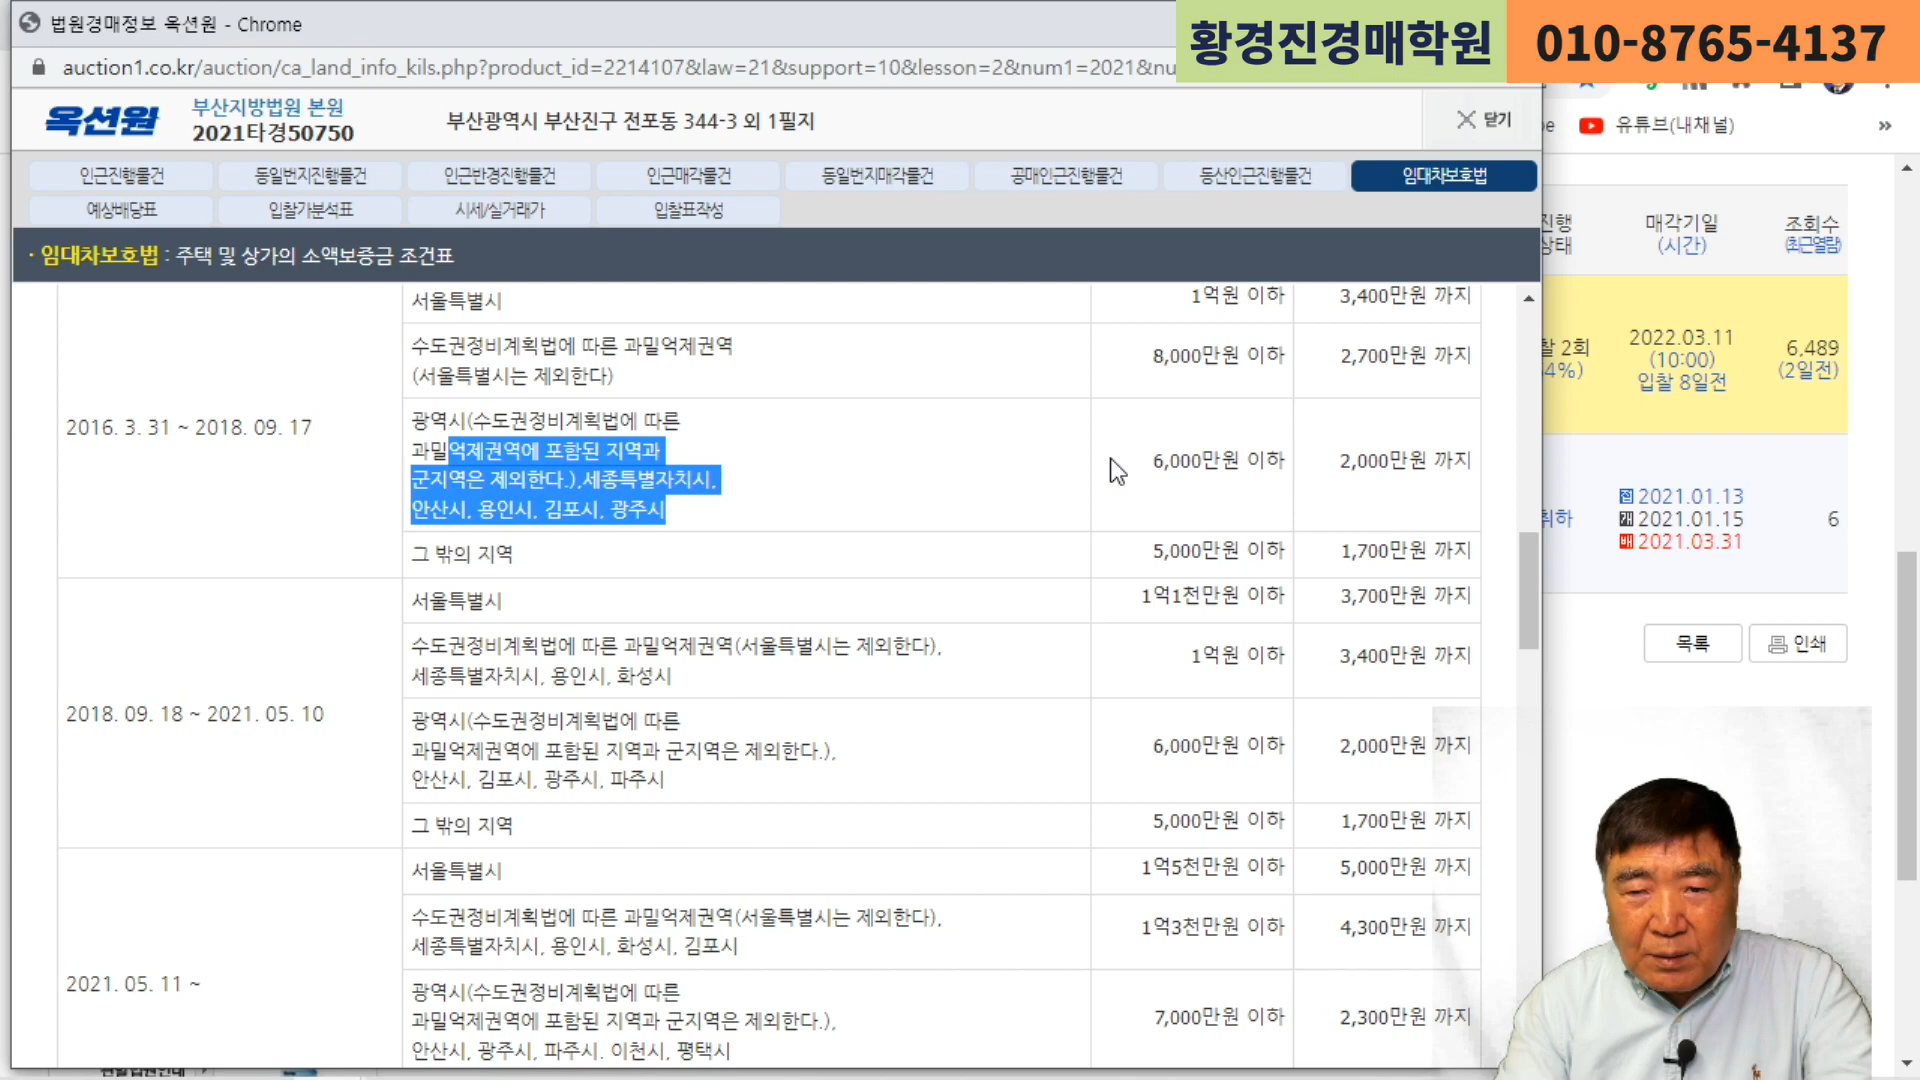 법원경매정보 옥션원 - Chrome
황경진경매학원
010-8765-4137
auction1.co.kr/auction/ca_land_info_kils.php?product_id=2214107&law=21&support=10&lesson=2&num1=2021&nu
옥션원
부산지방법원 본원
2021타경50750
부산광역시 부산진구 전포동 344-3 외 1필지
닫기
유튜브(내채널)
»
인근진행물건
동일번지진행물건
인근반경진행물건
인근매각물건
동일번지매각물건
공매인근진행물건
동산인근진행물건
임대차보호법
예상배당표
입찰가분석표
시세/실거래가
입찰표작성
· 임대차보호법 : 주택 및 상가의 소액보증금 조건표
서울특별시 1억원 이하 3,400만원 까지
2016. 3. 31 ~ 2018. 09. 17
수도권정비계획법에 따른 과밀억제권역
(서울특별시는 제외한다)
8,000만원 이하 2,700만원 까지
광역시(수도권정비계획법에 따른
과밀억제권역에 포함된 지역과
군지역은 제외한다.),세종특별자치시,
안산시, 용인시, 김포시, 광주시
6,000만원 이하 2,000만원 까지
그 밖의 지역 5,000만원 이하 1,700만원 까지
2018. 09. 18 ~ 2021. 05. 10
서울특별시 1억1천만원 이하 3,700만원 까지
수도권정비계획법에 따른 과밀억제권역(서울특별시는 제외한다),
세종특별자치시, 용인시, 화성시
1억원 이하 3,400만원 까지
광역시(수도권정비계획법에 따른
과밀억제권역에 포함된 지역과 군지역은 제외한다.),
안산시, 김포시, 광주시, 파주시
6,000만원 이하 2,000만원 까지
그 밖의 지역 5,000만원 이하 1,700만원 까지
2021. 05. 11 ~
서울특별시 1억5천만원 이하 5,000만원 까지
수도권정비계획법에 따른 과밀억제권역(서울특별시는 제외한다),
세종특별자치시, 용인시, 화성시, 김포시
1억3천만원 이하 4,300만원 까지
광역시(수도권정비계획법에 따른
과밀억제권역에 포함된 지역과 군지역은 제외한다.),
안산시, 광주시, 파주시. 이천시, 평택시
7,000만원 이하 2,300만원 까지
진행
상태
매각기일
(시간)
조회수
(최근열람)
찰 2회
4%)
2022.03.11
(10:00)
입찰 8일전
6,489
(2일전)
취하
2021.01.13
2021.01.15
배 2021.03.31
6
목록
인쇄